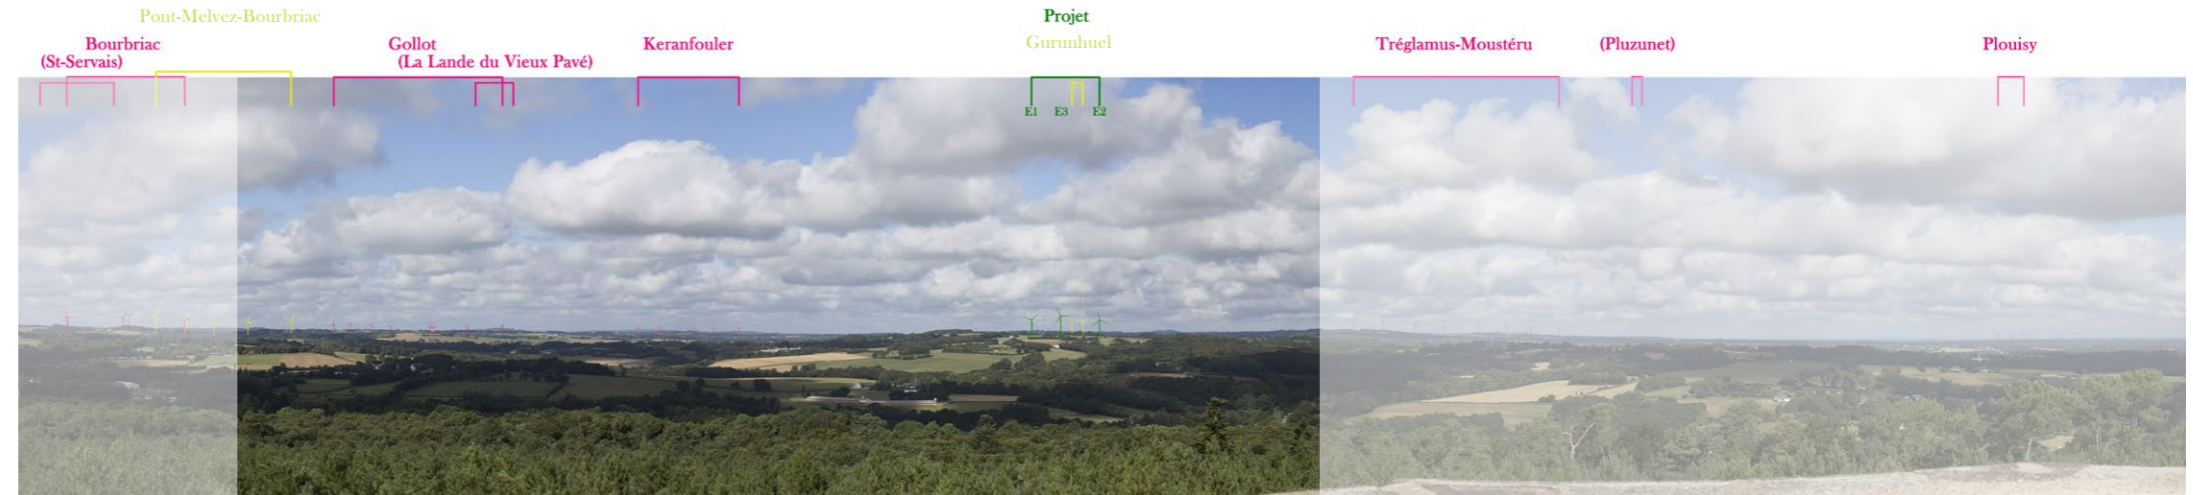 Pont-Melvez-Bourbriac
Projet
Bourbriac
Gollot
Keranfouler
Gurunhuel
Tréglamus-Moustéru
(Pluzunet)
Plouisy
(St-Servais)
(La Lande du Vieux Pavé)
E1
E3
E2